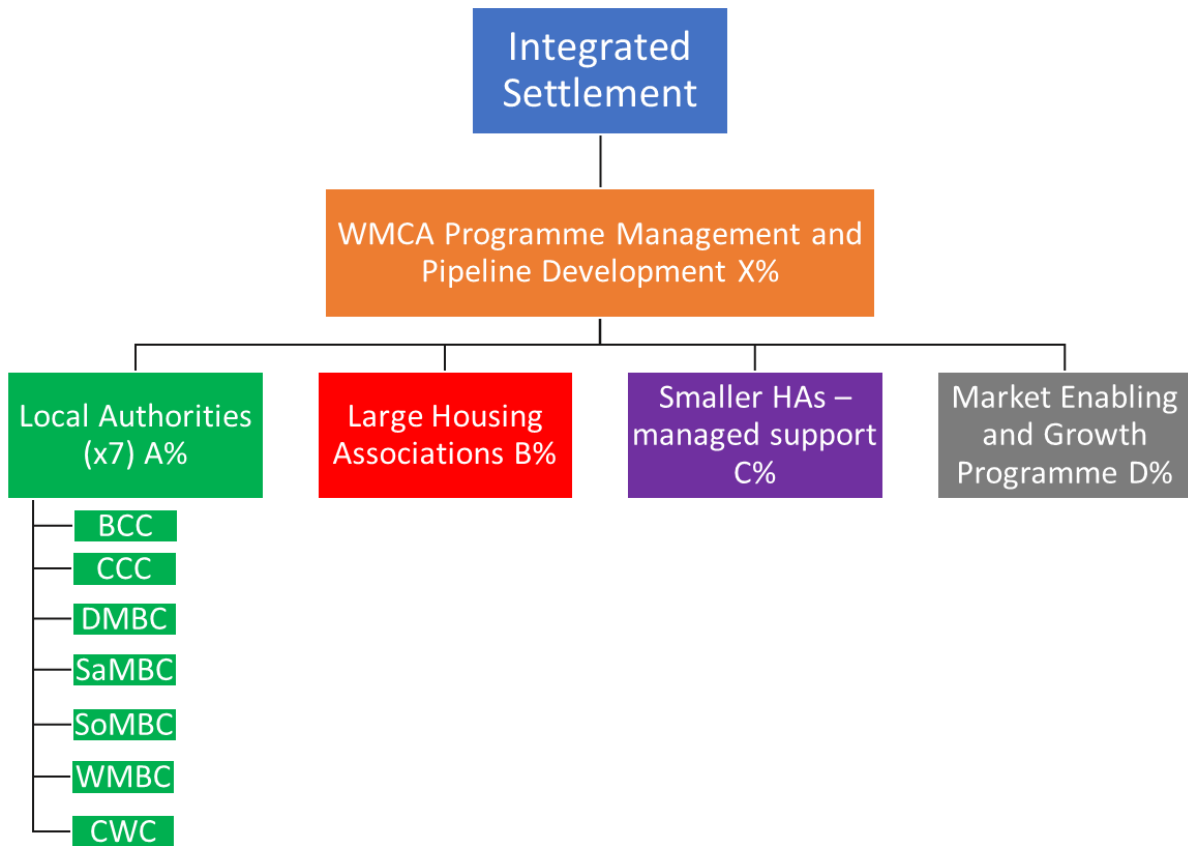 Integrated
Settlement
WMCA Programme Management and
Pipeline Development X%
Local Authorities
(x7) A%
Large Housing
Associations B%
Smaller HAs –
managed support
C%
Market Enabling
and Growth
Programme D%
BCC
CCC
DMBC
SaMBC
SoMBC
WMBC
CWC